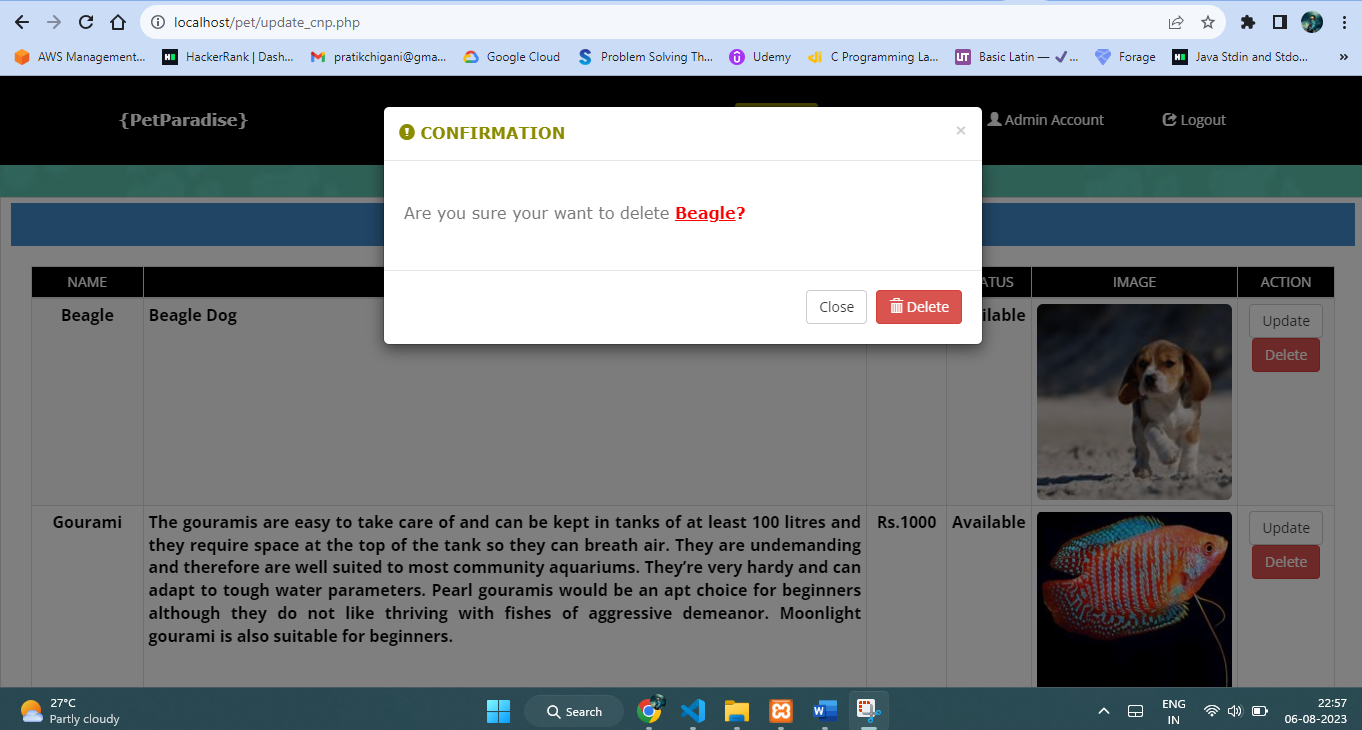 localhost/pet/update_cnp.php
AWS Management... HackerRank | Dash... pratikchigani@gma... Google Cloud Problem Solving Th... Udemy C Programming La... Basic Latin — ✓... Forage Java Stdin and Stdo... »
{PetParadise} Admin Account Logout
CONFIRMATION ×
Are you sure your want to delete Beagle?
Close Delete
NAME ATUS IMAGE ACTION
Beagle Beagle Dog ilable Update
Delete
Gourami The gouramis are easy to take care of and can be kept in tanks of at least 100 litres and Rs.1000 Available Update
they require space at the top of the tank so they can breath air. They are undemanding
Delete
and therefore are well suited to most community aquariums. They’re very hardy and can
adapt to tough water parameters. Pearl gouramis would be an apt choice for beginners
although they do not like thriving with fishes of aggressive demeanor. Moonlight
gourami is also suitable for beginners.
27°C
Partly cloudy
Search
ENG
IN
22:57
06-08-2023